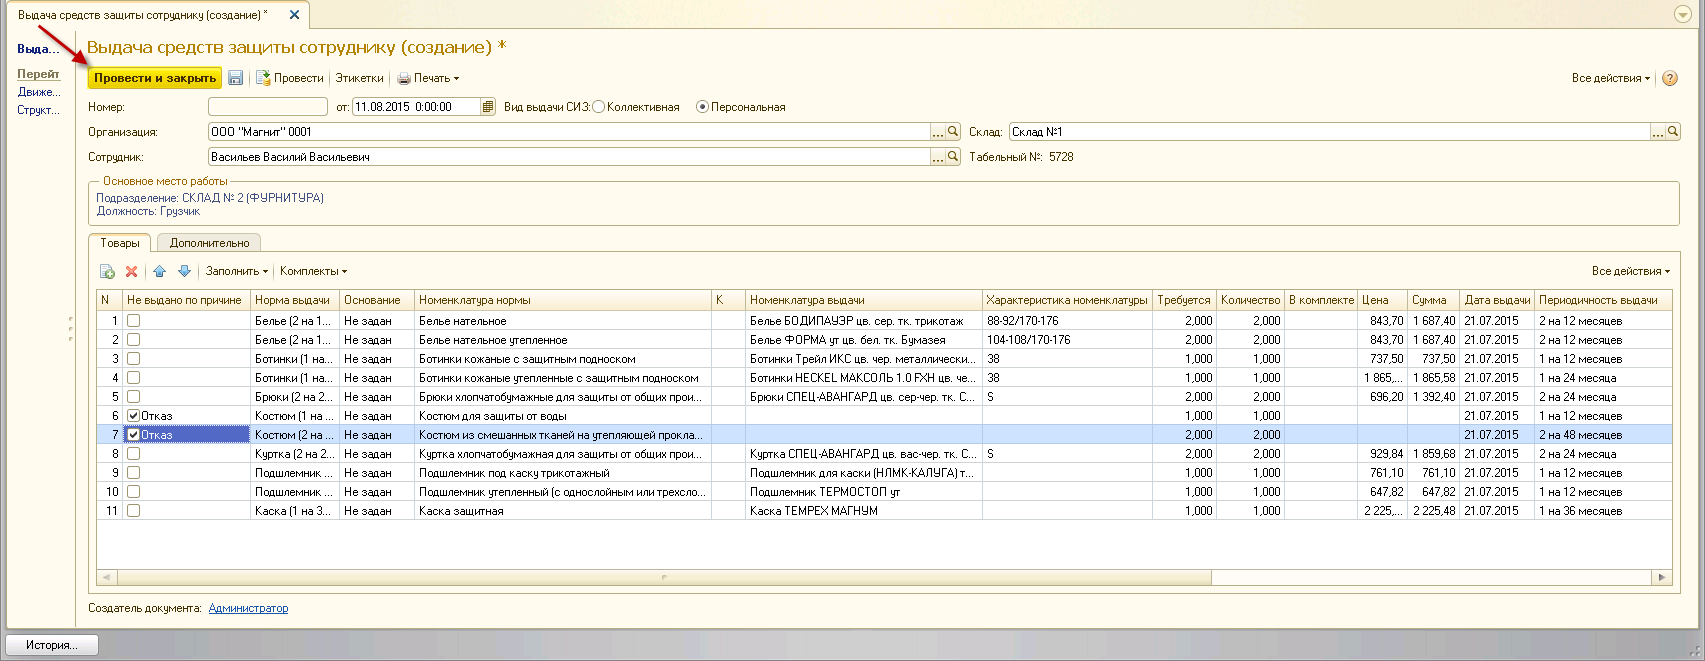 Выдача средств защиты сотруднику (создание) *
Выда...
Перейт
Движе...
Структ...
Выдача средств защиты сотруднику (создание) *
Провести и закрыть Провести Этикетки Печать Все действия
Номер: от: 11.08.2015 0:00:00 Вид выдачи СИЗ: Коллективная Персональная
Организация: ООО "Магнит" 0001 Склад: Склад №1
Сотрудник: Васильев Василий Васильевич Табельный №: 5728
Основное место работы
Подразделение: СКЛАД № 2 (ФУРНИТУРА)
Должность: Грузчик
Товары Дополнительно
Заполнить Комплекты Все действия
N Не выдано по причине Норма выдачи Основание Номенклатура нормы К Номенклатура выдачи Характеристика номенклатуры Требуется Количество В комплекте Цена Сумма Дата выдачи Периодичность выдачи
1 Белье (2 на 1... Не задан Белье нательное Белье БОДИПАУЭР цв. сер. тк. трикотаж 88-92/170-176 2,000 2,000 843,70 1 687,40 21.07.2015 2 на 12 месяцев
2 Белье (2 на 1... Не задан Белье нательное утепленное Белье ФОРМА ут цв. бел. тк. Бумазея 104-108/170-176 2,000 2,000 843,70 1 687,40 21.07.2015 2 на 12 месяцев
3 Ботинки (1 на... Не задан Ботинки кожаные с защитным подноском Ботинки Трейл ИКС цв. чер. металлически... 38 1,000 1,000 737,50 737,50 21.07.2015 1 на 12 месяцев
4 Ботинки (1 на... Не задан Ботинки кожаные утепленные с защитным подноском Ботинки HECKEL МАКСОЛЬ 1.0 FXH цв. че... 38 1,000 1,000 1 865,... 1 865,58 21.07.2015 1 на 24 месяца
5 Брюки (2 на 2... Не задан Брюки хлопчатобумажные для защиты от общих прои... Брюки СПЕЦ-АВАНГАРД цв. сер-чер. тк. С... S 2,000 2,000 696,20 1 392,40 21.07.2015 2 на 24 месяца
6 Отказ Костюм (1 на ... Не задан Костюм для защиты от воды 1,000 1,000 21.07.2015 1 на 12 месяцев
7 Отказ Костюм (2 на ... Не задан Костюм из смешанных тканей на утепляющей прокла... 2,000 2,000 21.07.2015 2 на 48 месяцев
8 Куртка (2 на 2... Не задан Куртка хлопчатобумажная для защиты от общих прои... Куртка СПЕЦ-АВАНГАРД цв. вас-чер. тк. С... S 2,000 2,000 929,84 1 859,68 21.07.2015 2 на 24 месяца
9 Подшлемник ... Не задан Подшлемник под каску трикотажный Подшлемник для каски (НЛМК-КАЛУГА) т... 1,000 1,000 761,10 761,10 21.07.2015 1 на 12 месяцев
10 Подшлемник ... Не задан Подшлемник утепленный (с однослойным или трехсло... Подшлемник ТЕРМОСТОП ут 1,000 1,000 647,82 647,82 21.07.2015 1 на 12 месяцев
11 Каска (1 на 3... Не задан Каска защитная Каска TEMPEX МАГНУМ 1,000 1,000 2 225,... 2 225,48 21.07.2015 1 на 36 месяцев
Создатель документа: Администратор
История...